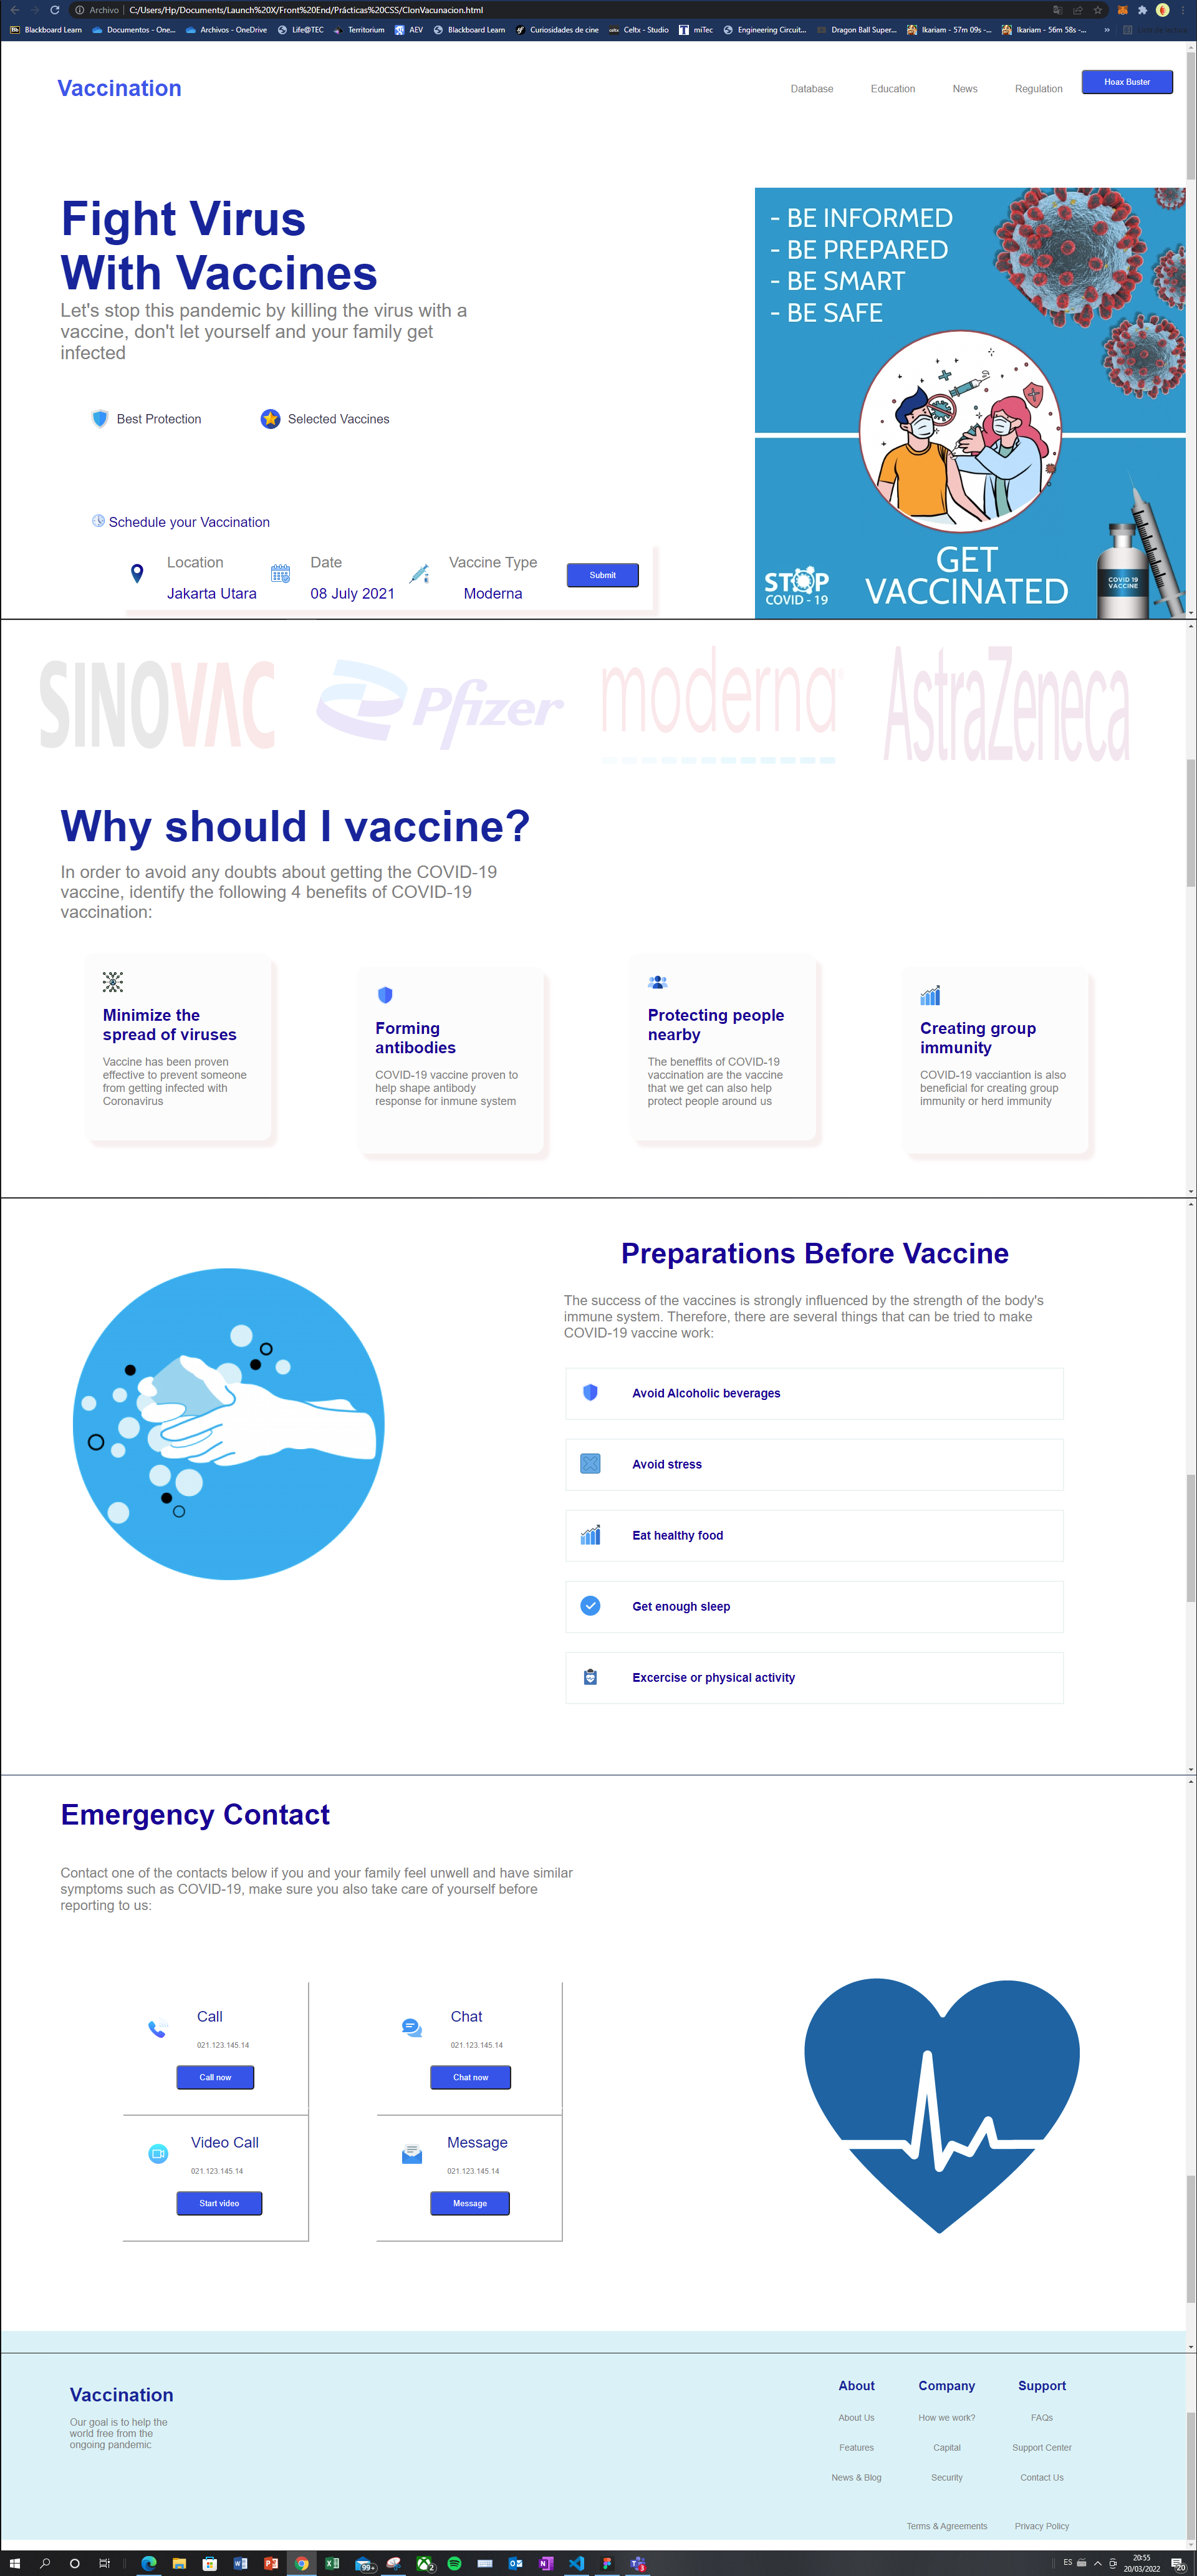 Archivo | C:/Users/Hp/Documents/Launch%20X/Front%20End/Prácticas%20CSS/ClonVacunacion.html
Blackboard Learn Documentos - One... Archivos - OneDrive Life@TEC Territorium AEV Blackboard Learn Curiosidades de cine Celtx - Studio miTec Engineering Circuit... Dragon Ball Super... Ikariam - 57m 09s -... Ikariam - 56m 58s -... »
Vaccination
Database Education News Regulation Hoax Buster
Fight Virus
With Vaccines
Let's stop this pandemic by killing the virus with a
vaccine, don't let yourself and your family get
infected
Best Protection Selected Vaccines
Schedule your Vaccination
Location Date Vaccine Type
Jakarta Utara 08 July 2021 Moderna
Submit
- BE INFORMED
- BE PREPARED
- BE SMART
- BE SAFE
GET
VACCINATED
STOP
COVID - 19
COVID 19
VACCINE
SINOVAC Pfizer moderna AstraZeneca
Why should I vaccine?
In order to avoid any doubts about getting the COVID-19
vaccine, identify the following 4 benefits of COVID-19
vaccination:
Minimize the
spread of viruses
Vaccine has been proven
effective to prevent someone
from getting infected with
Coronavirus
Forming
antibodies
COVID-19 vaccine proven to
help shape antibody
response for inmune system
Protecting people
nearby
The beneffits of COVID-19
vaccination are the vaccine
that we get can also help
protect people around us
Creating group
immunity
COVID-19 vacciantion is also
beneficial for creating group
immunity or herd immunity
Preparations Before Vaccine
The success of the vaccines is strongly influenced by the strength of the body's
immune system. Therefore, there are several things that can be tried to make
COVID-19 vaccine work:
Avoid Alcoholic beverages
Avoid stress
Eat healthy food
Get enough sleep
Excercise or physical activity
Emergency Contact
Contact one of the contacts below if you and your family feel unwell and have similar
symptoms such as COVID-19, make sure you also take care of yourself before
reporting to us:
Call
021.123.145.14
Call now
Chat
021.123.145.14
Chat now
Video Call
021.123.145.14
Start video
Message
021.123.145.14
Message
Vaccination
Our goal is to help the
world free from the
ongoing pandemic
About Company Support
About Us How we work? FAQs
Features Capital Support Center
News & Blog Security Contact Us
Terms & Agreements Privacy Policy
99+ 2 3
ES
20:55
20/03/2022
20